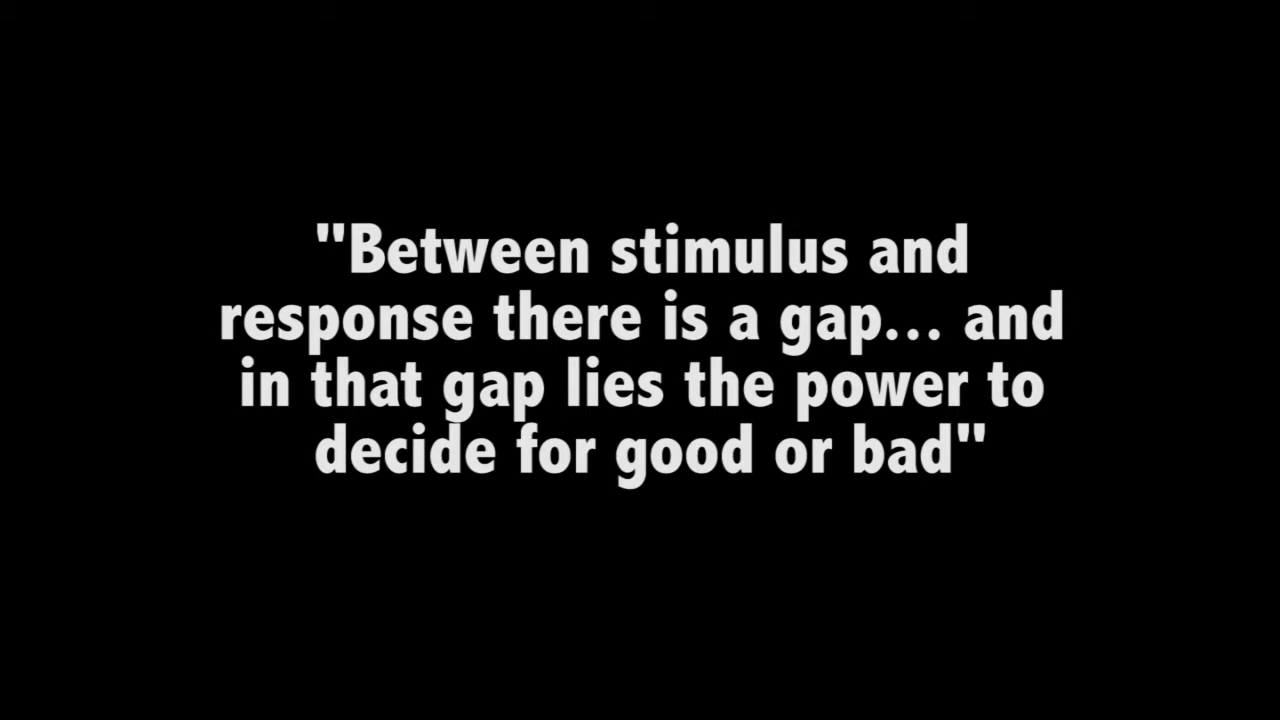 "Between stimulus and
response there is a gap... and
in that gap lies the power to
decide for good or bad"